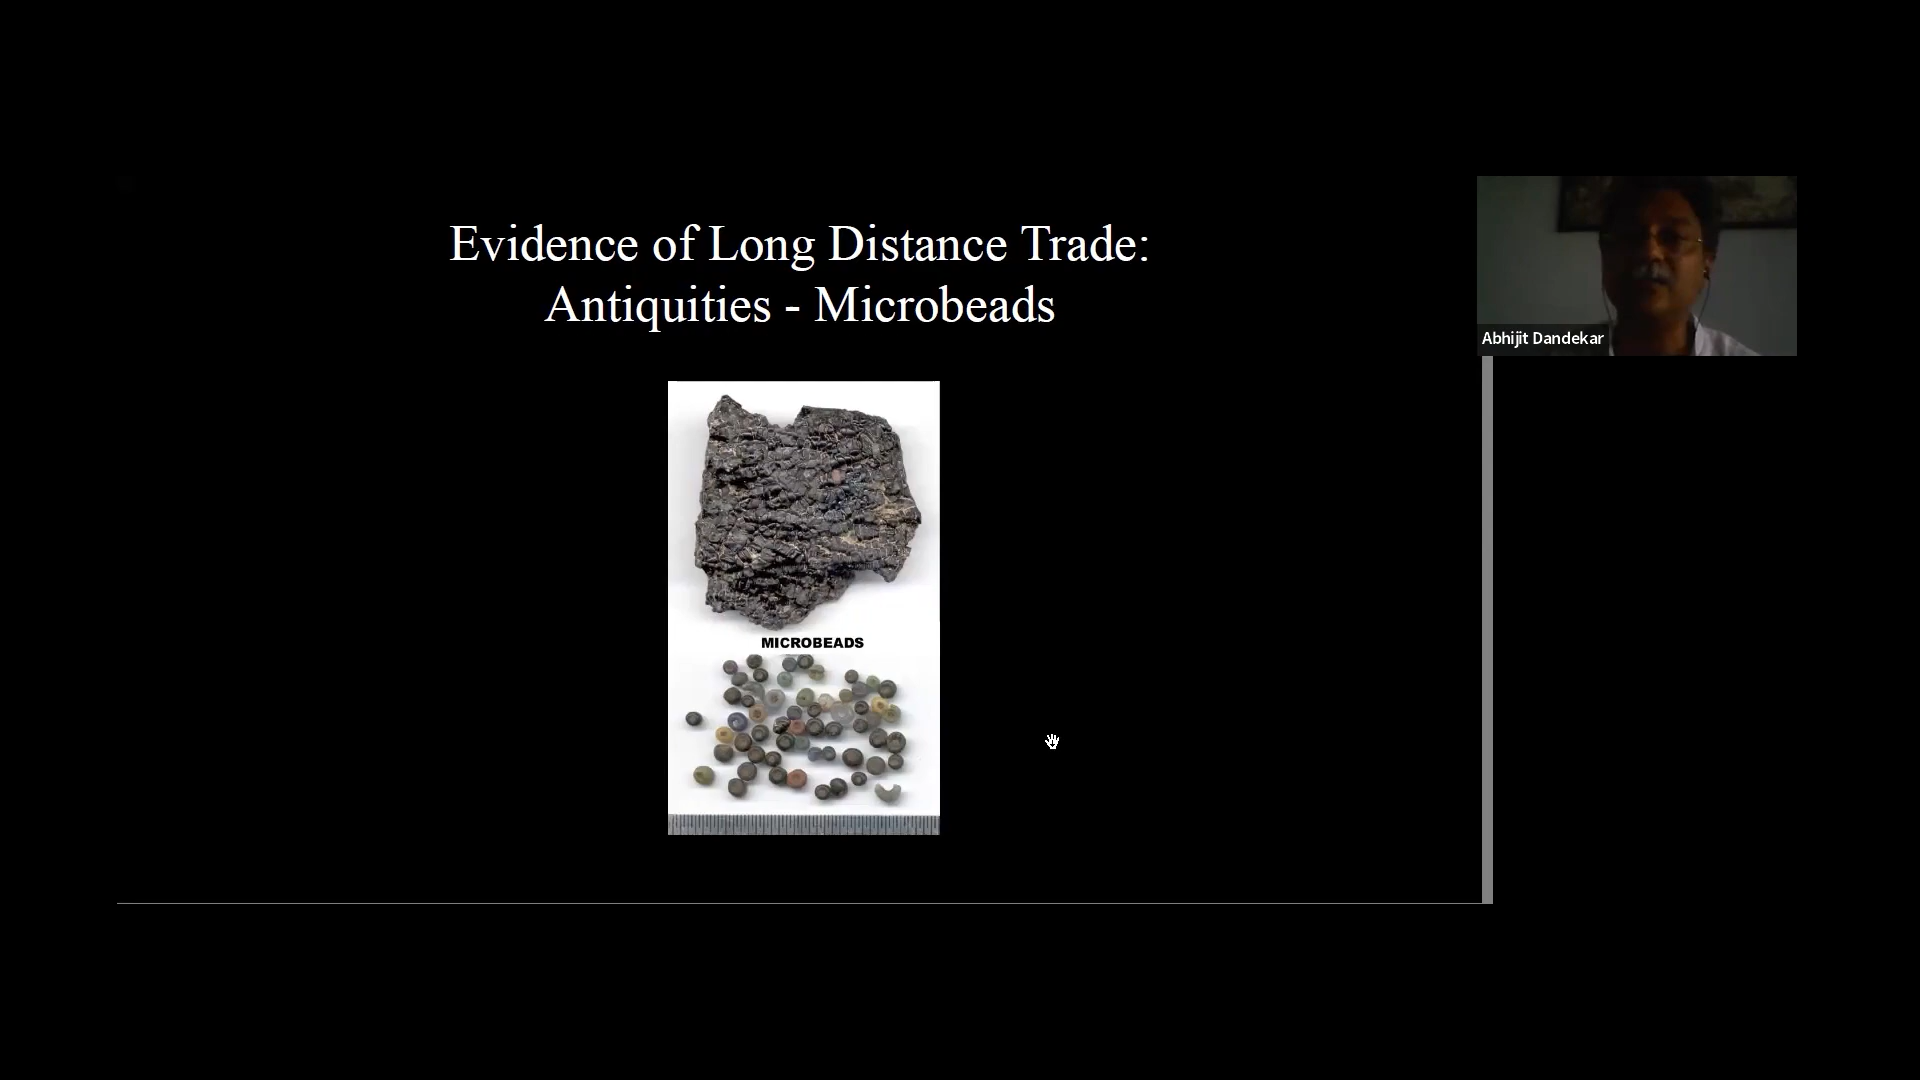 Evidence of Long Distance Trade:
Antiquities - Microbeads
Abhijit Dandekar
MICROBEADS